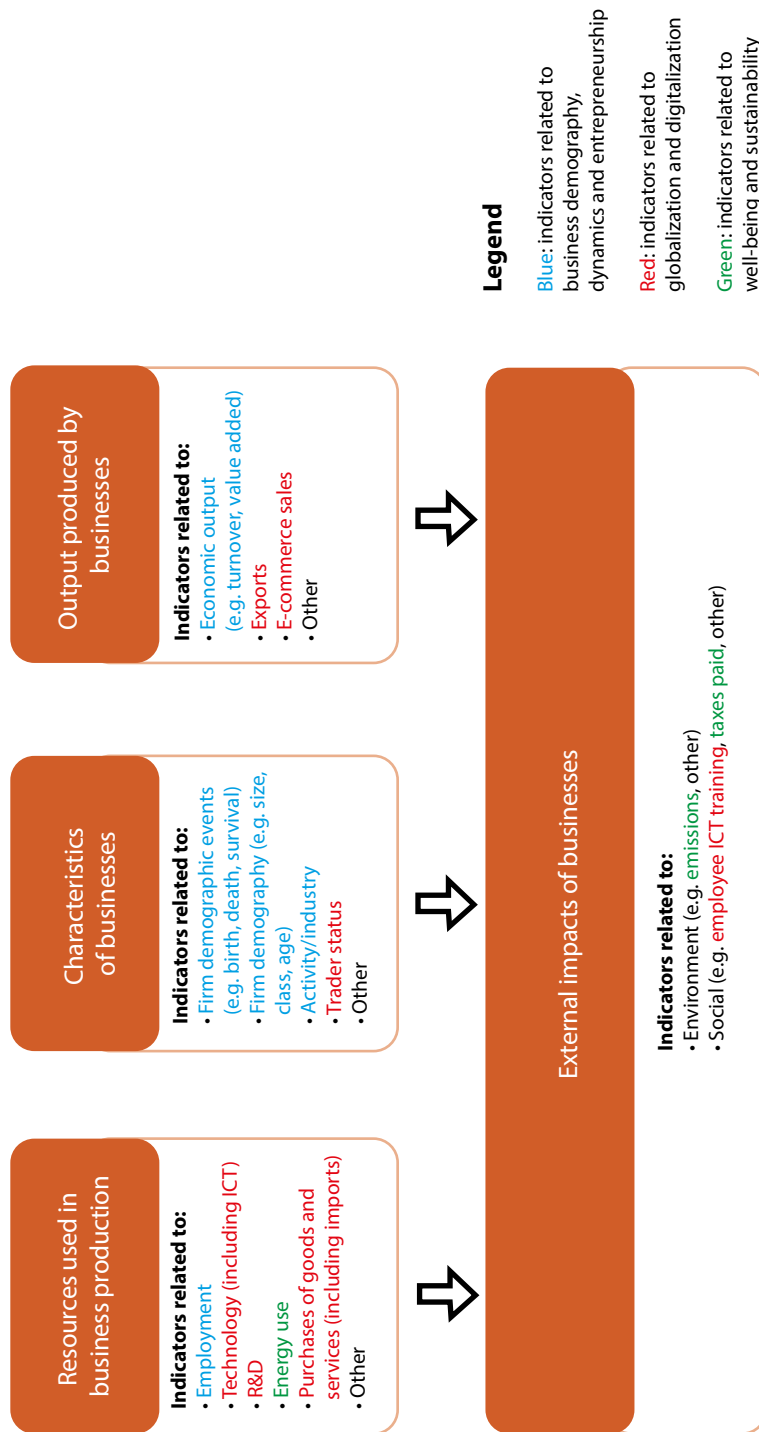 Resources used in
business production
Indicators related to:
• Employment
• Technology (including ICT)
• R&D
• Energy use
• Purchases of goods and
services (including imports)
• Other
Characteristics
of businesses
Indicators related to:
• Firm demographic events
(e.g. birth, death, survival)
• Firm demography (e.g. size,
class, age)
• Activity/industry
• Trader status
• Other
Output produced by
businesses
Indicators related to:
• Economic output
(e.g. turnover, value added)
• Exports
• E-commerce sales
• Other
External impacts of businesses
Indicators related to:
• Environment (e.g. emissions, other)
• Social (e.g. employee ICT training, taxes paid, other)
Legend
Blue: indicators related to
business demography,
dynamics and entrepreneurship
Red: indicators related to
globalization and digitalization
Green: indicators related to
well-being and sustainability